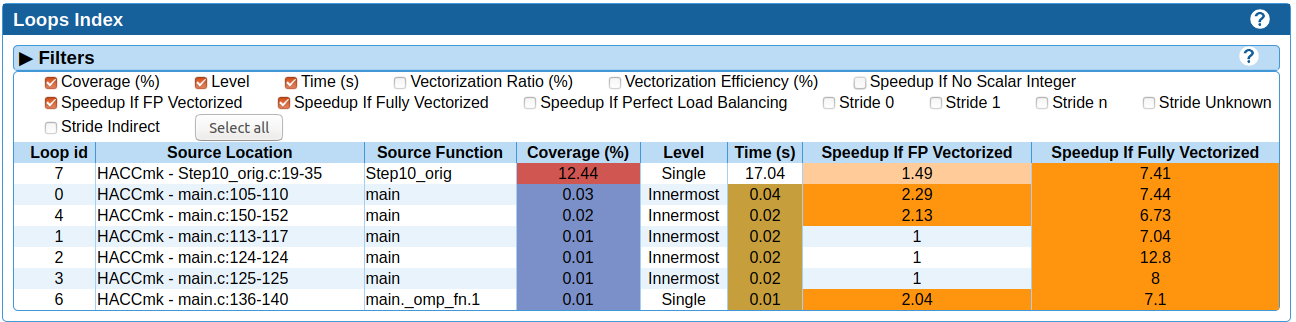 Loops Index ?
▶ Filters ?
Coverage (%) Level Time (s) Vectorization Ratio (%) Vectorization Efficiency (%) Speedup If No Scalar Integer
Speedup If FP Vectorized Speedup If Fully Vectorized Speedup If Perfect Load Balancing Stride 0 Stride 1 Stride n Stride Unknown
Stride Indirect Select all
Loop id Source Location Source Function Coverage (%) Level Time (s) Speedup If FP Vectorized Speedup If Fully Vectorized
7 HACCmk - Step10_orig.c:19-35 Step10_orig 12.44 Single 17.04 1.49 7.41
0 HACCmk - main.c:105-110 main 0.03 Innermost 0.04 2.29 7.44
4 HACCmk - main.c:150-152 main 0.02 Innermost 0.02 2.13 6.73
1 HACCmk - main.c:113-117 main 0.01 Innermost 0.02 1 7.04
2 HACCmk - main.c:124-124 main 0.01 Innermost 0.02 1 12.8
3 HACCmk - main.c:125-125 main 0.01 Innermost 0.02 1 8
6 HACCmk - main.c:136-140 main._omp_fn.1 0.01 Single 0.01 2.04 7.1